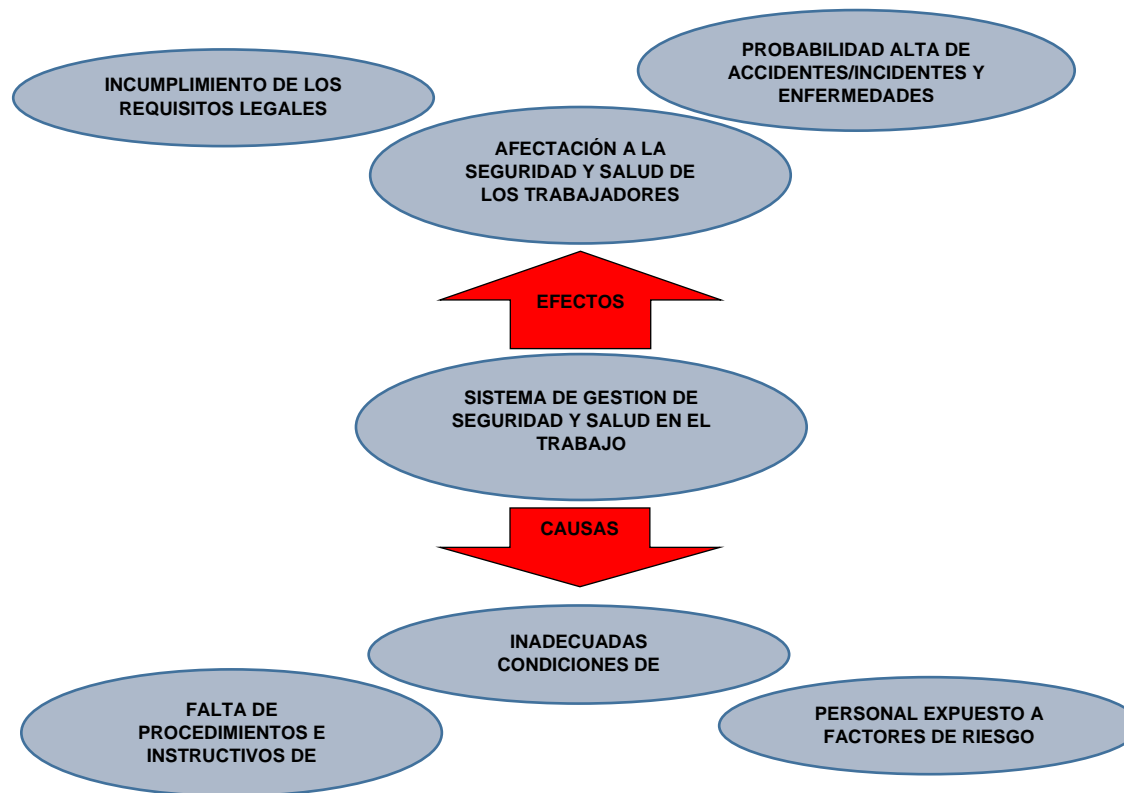 INCUMPLIMIENTO DE LOS
REQUISITOS LEGALES
PROBABILIDAD ALTA DE
ACCIDENTES/INCIDENTES Y
ENFERMEDADES
AFECTACIÓN A LA
SEGURIDAD Y SALUD DE
LOS TRABAJADORES
EFECTOS
SISTEMA DE GESTION DE
SEGURIDAD Y SALUD EN EL
TRABAJO
CAUSAS
INADECUADAS
CONDICIONES DE
FALTA DE
PROCEDIMIENTOS E
INSTRUCTIVOS DE
PERSONAL EXPUESTO A
FACTORES DE RIESGO